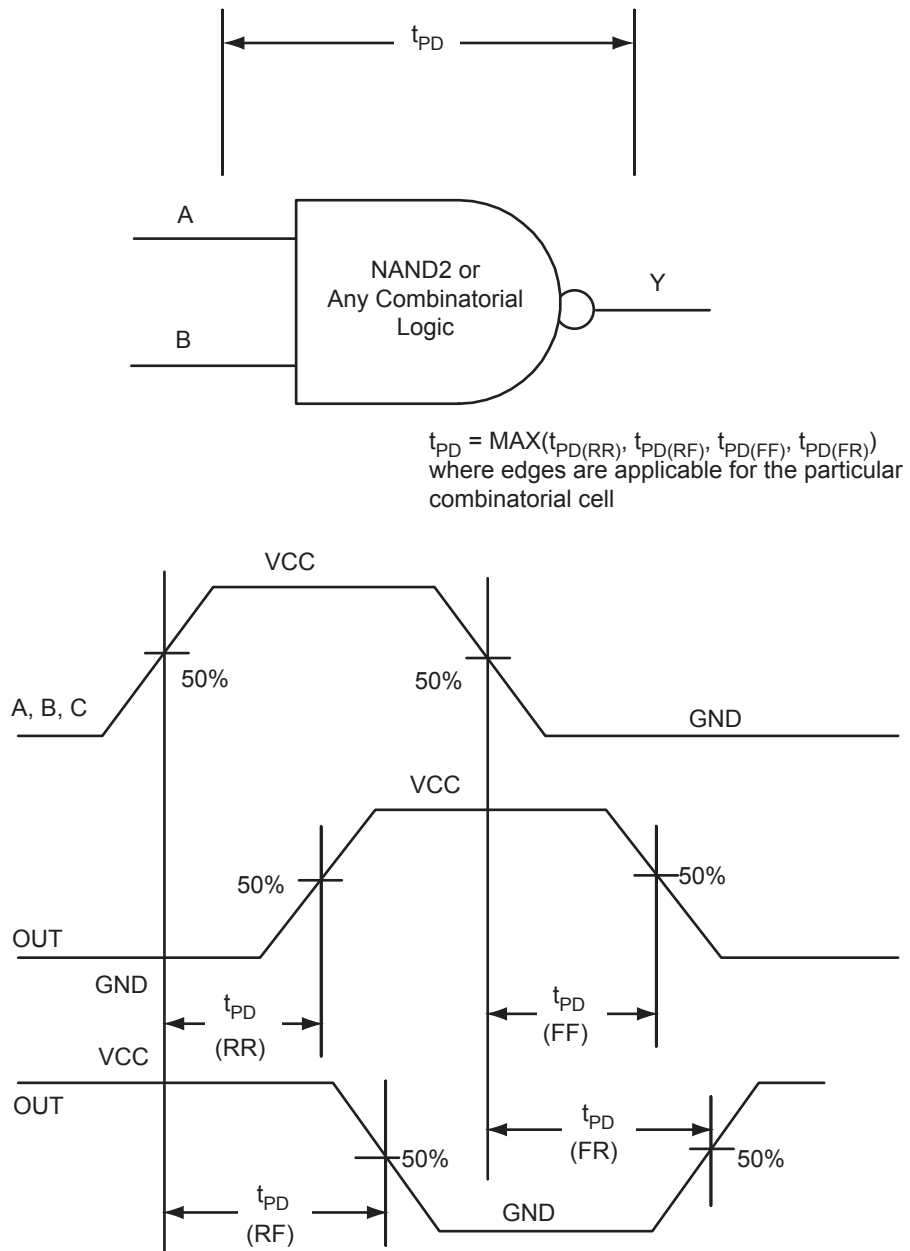 tPD
A
NAND2 or
Any Combinatorial
Logic
Y
B
tPD = MAX(tPD(RR), tPD(RF), tPD(FF), tPD(FR))
where edges are applicable for the particular
combinatorial cell
VCC
50%
50%
A, B, C
GND
VCC
50%
50%
OUT
GND
tPD
(RR)
tPD
(FF)
VCC
OUT
tPD
(FR)
50%
50%
tPD
(RF)
GND